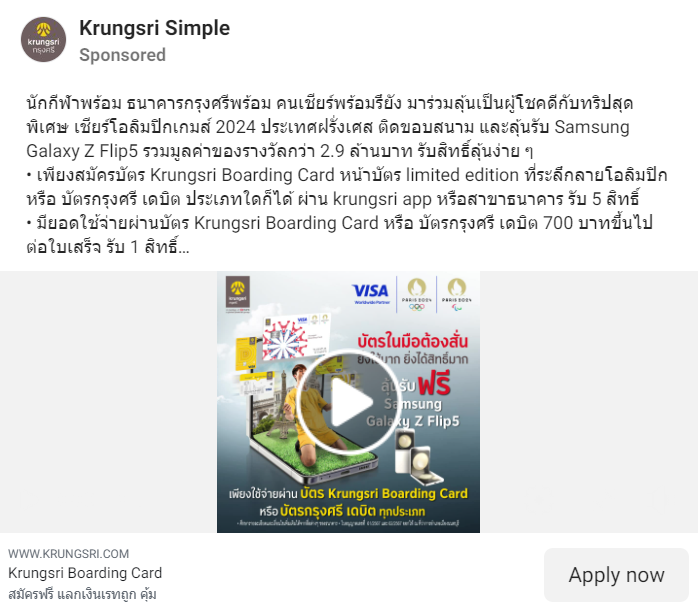 Krungsri Simple
Sponsored
krungsri
กรุงศรี
นักกีฬาพร้อม ธนาคารกรุงศรีพร้อม คนเชียร์พร้อมรึยัง มาร่วมลุ้นเป็นผู้โชคดีกับทริปสุด
พิเศษ เชียร์โอลิมปิกเกมส์ 2024 ประเทศฝรั่งเศส ติดขอบสนาม และลุ้นรับ Samsung
Galaxy Z Flip5 รวมมูลค่าของรางวัลกว่า 2.9 ล้านบาท รับสิทธิ์ลุ้นง่าย ๆ
• เพียงสมัครบัตร Krungsri Boarding Card หน้าบัตร limited edition ที่ระลึกลายโอลิมปิก
หรือ บัตรกรุงศรี เดบิต ประเภทใดก็ได้ ผ่าน krungsri app หรือสาขาธนาคาร รับ 5 สิทธิ์
• มียอดใช้จ่ายผ่านบัตร Krungsri Boarding Card หรือ บัตรกรุงศรี เดบิต 700 บาทขึ้นไป
ต่อใบเสร็จ รับ 1 สิทธิ์...
VISA
Worldwide Partner
PARIS 2024
PARIS 2024
บัตรในมือต้องสั่น
ยิ่งใช้มาก ยิ่งได้สิทธิ์มาก
ลุ้นรับ ฟรี
Samsung
Galaxy Z Flip5
เพียงใช้จ่ายผ่าน บัตร Krungsri Boarding Card
หรือ บัตรกรุงศรี เดบิต ทุกประเภท
WWW.KRUNGSRI.COM
Krungsri Boarding Card
สมัครฟรี แลกเงินเรทถูก คุ้ม
Apply now